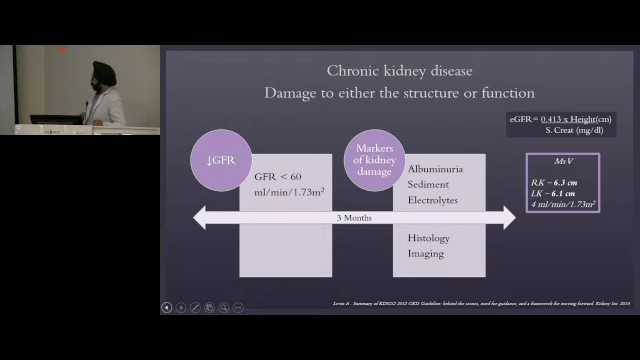 Chronic kidney disease
Damage to either the structure or function
eGFR = 0.413 x Height(cm)
S. Creat (mg/dl)
↓GFR
GFR < 60
ml/min/1.73m²
Markers
of kidney
damage
Albuminuria
Sediment
Electrolytes
3 Months
Histology
Imaging
MsV
RK – 6.3 cm
LK – 6.1 cm
4 ml/min/1.73m²
Levin A . Summary of KDIGO 2012 CKD Guideline: behind the scenes, need for guidance, and a framework for moving forward. Kidney Int. 2014